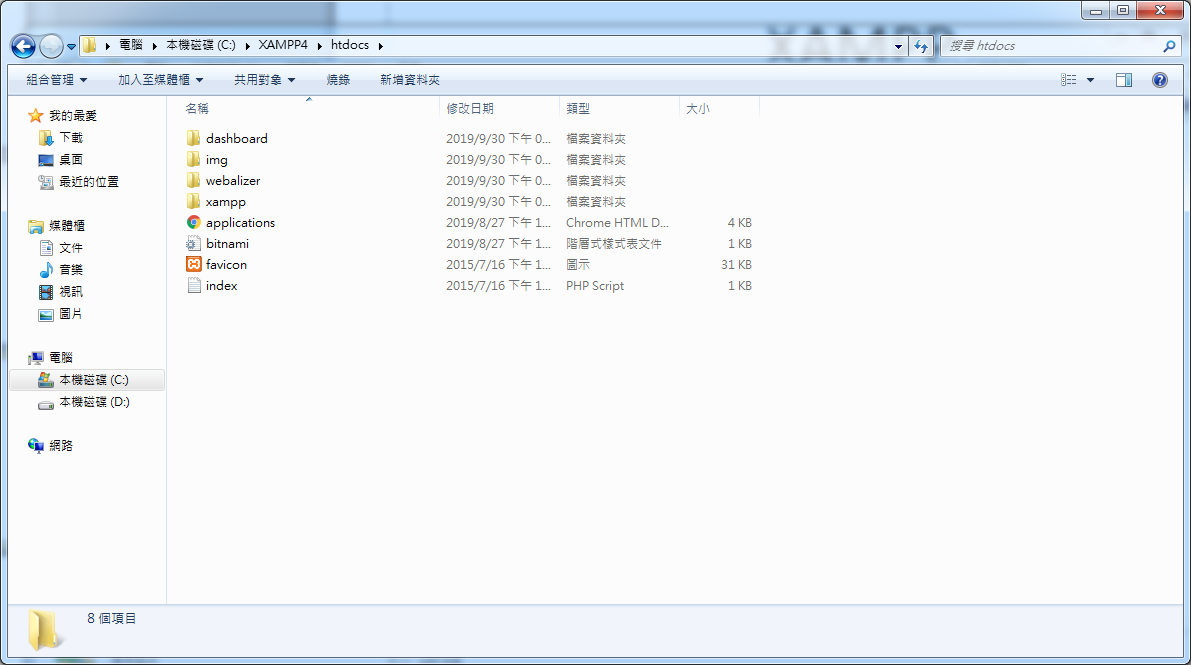 XAMPP
電腦 本機磁碟 (C:) XAMPP4 htdocs 搜尋 htdocs
組合管理 加入至媒體櫃 共用對象 燒錄 新增資料夾
我的最愛
下載
桌面
最近的位置
媒體櫃
文件
音樂
視訊
圖片
電腦
本機磁碟 (C:)
本機磁碟 (D:)
網路
名稱 修改日期 類型 大小
dashboard 2019/9/30 下午 0... 檔案資料夾
img 2019/9/30 下午 0... 檔案資料夾
webalizer 2019/9/30 下午 0... 檔案資料夾
xampp 2019/9/30 下午 0... 檔案資料夾
applications 2019/8/27 下午 1... Chrome HTML D... 4 KB
bitnami 2019/8/27 下午 1... 階層式樣式表文件 1 KB
favicon 2015/7/16 下午 1... 圖示 31 KB
index 2015/7/16 下午 1... PHP Script 1 KB
8 個項目